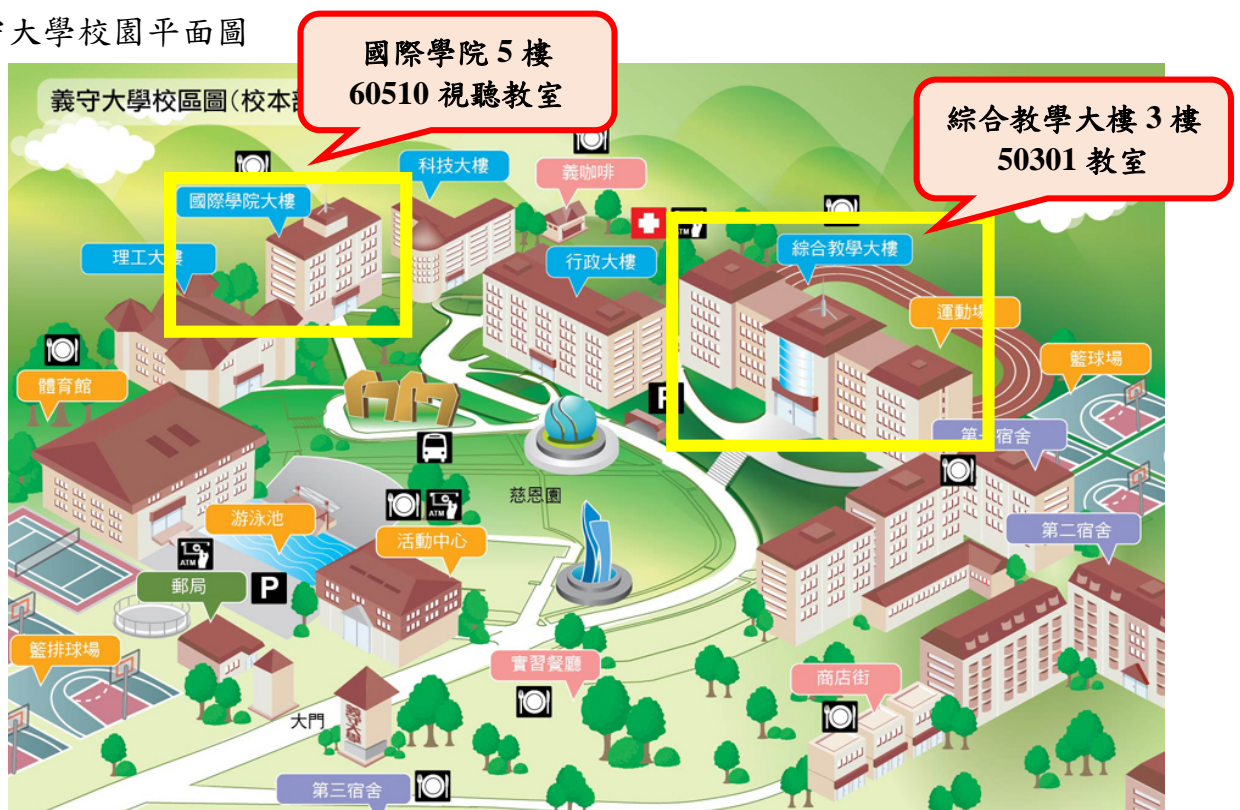 大學校園平面圖
國際學院 5 樓
60510 視聽教室
義守大學校區圖(校本部
綜合教學大樓 3 樓
50301 教室
科技大樓
義咖啡
國際學院大樓
ATM
綜合教學大樓
理工大樓
行政大樓
運動場
籃球場
體育館
P
宿舍
慈恩園
ATM
游泳池
活動中心
第二宿舍
ATM
郵局
P
籃排球場
實習餐廳
商店街
大門
第三宿舍